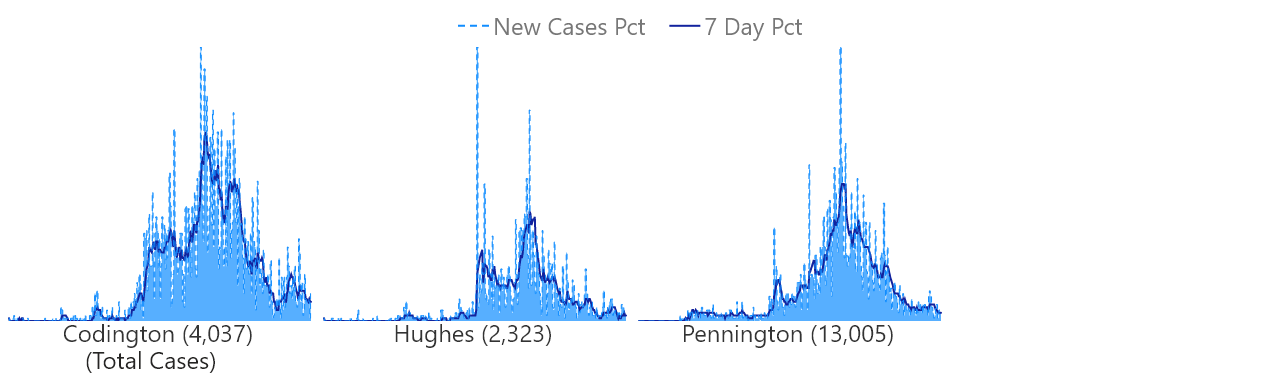 New Cases Pct 7 Day Pct
Codington (4,037) Hughes (2,323) Pennington (13,005)
(Total Cases)